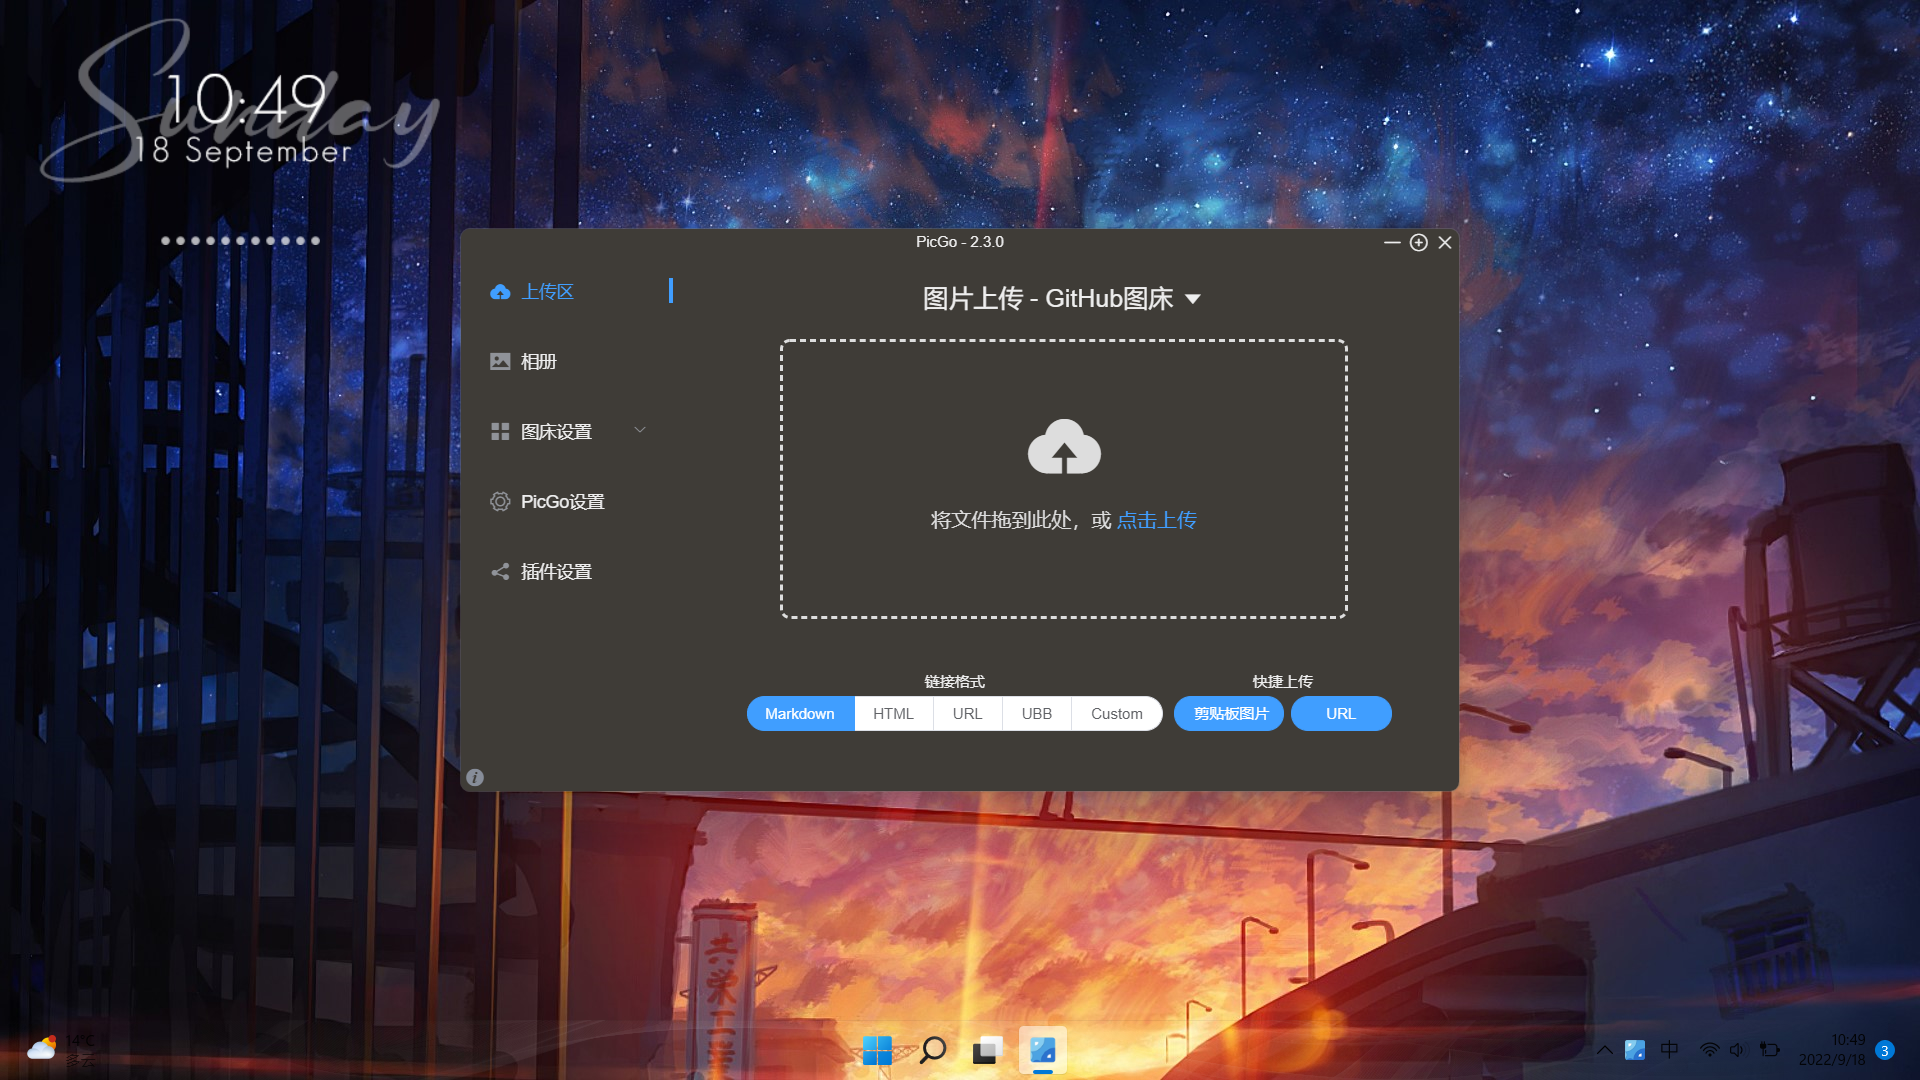 Sunday
10:49
18 September
PicGo - 2.3.0
上传区
相册
图床设置
PicGo设置
插件设置
图片上传 - GitHub图床
将文件拖到此处，或 点击上传
链接格式
快捷上传
Markdown
HTML
URL
UBB
Custom
剪贴板图片
URL
共荣工业
14°C
多云
中
10:49
2022/9/18
3